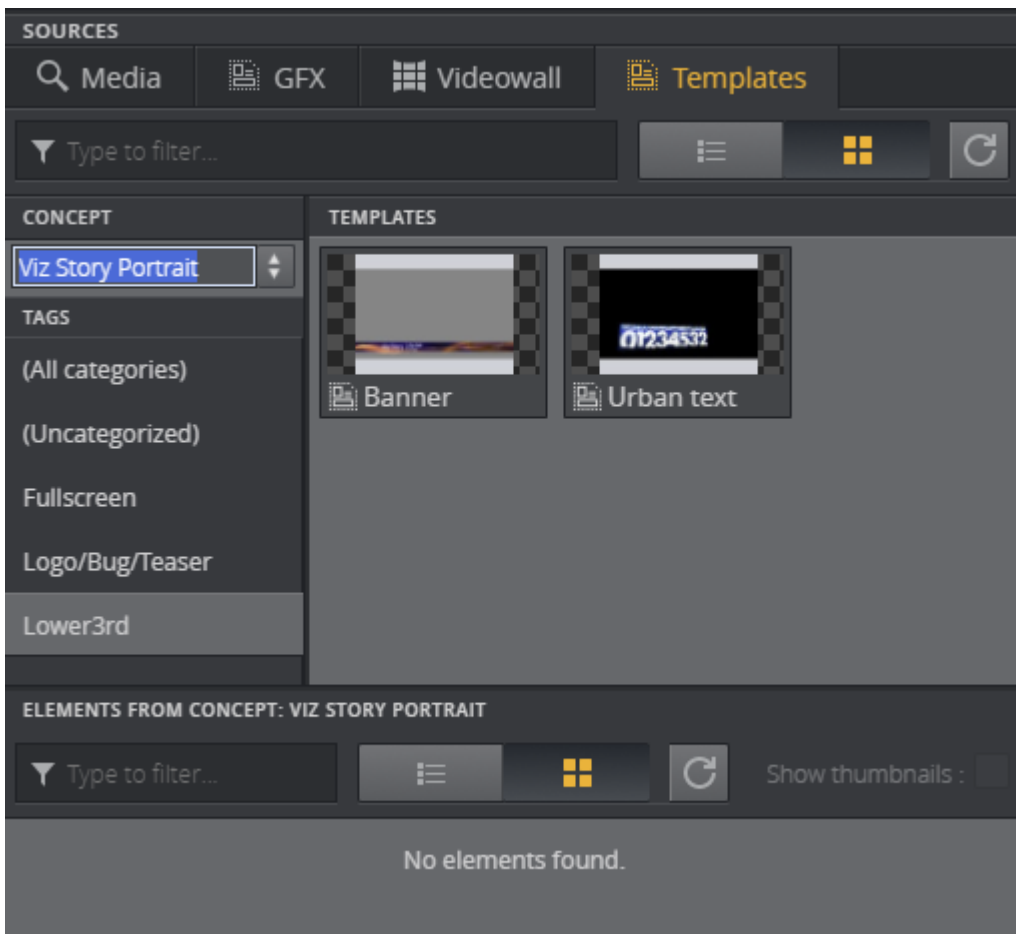 SOURCES
Media GFX Videowall Templates
Type to filter...
CONCEPT
Viz Story Portrait
TAGS
(All categories)
(Uncategorized)
Fullscreen
Logo/Bug/Teaser
Lower3rd
TEMPLATES
01234532
Banner Urban text
ELEMENTS FROM CONCEPT: VIZ STORY PORTRAIT
Type to filter... Show thumbnails :
No elements found.